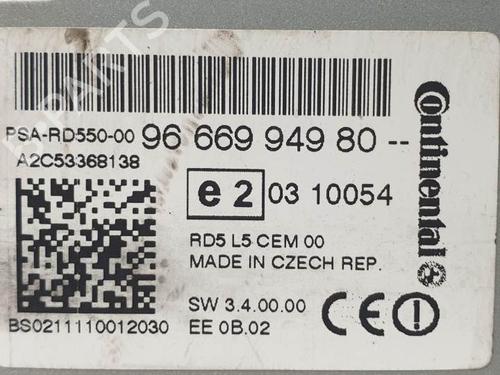 PSA-RD550-00 96 669 949 80 --
A2C53368138
e 2 03 10054
RD5 L5 CEM 00
MADE IN CZECH REP.
SW 3.4.00.00
BS0211110012030 EE 0B.02
CE
Continental
B-PARTS